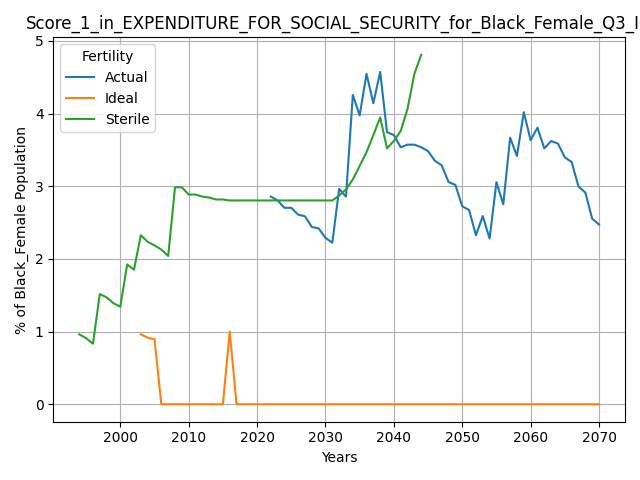 Score_1_in_EXPENDITURE_FOR_SOCIAL_SECURITY_for_Black_Female_Q3_I
Fertility
Actual
Ideal
Sterile
% of Black_Female Population
5
4
3
2
1
0
2000 2010 2020 2030 2040 2050 2060 2070
Years